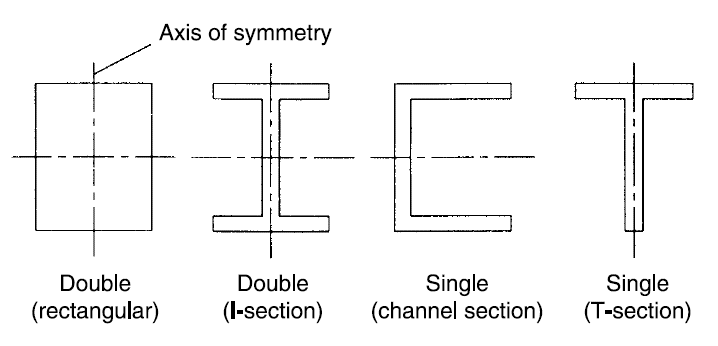 Axis of symmetry
Double
(rectangular)
Double
(I-section)
Single
(channel section)
Single
(T-section)